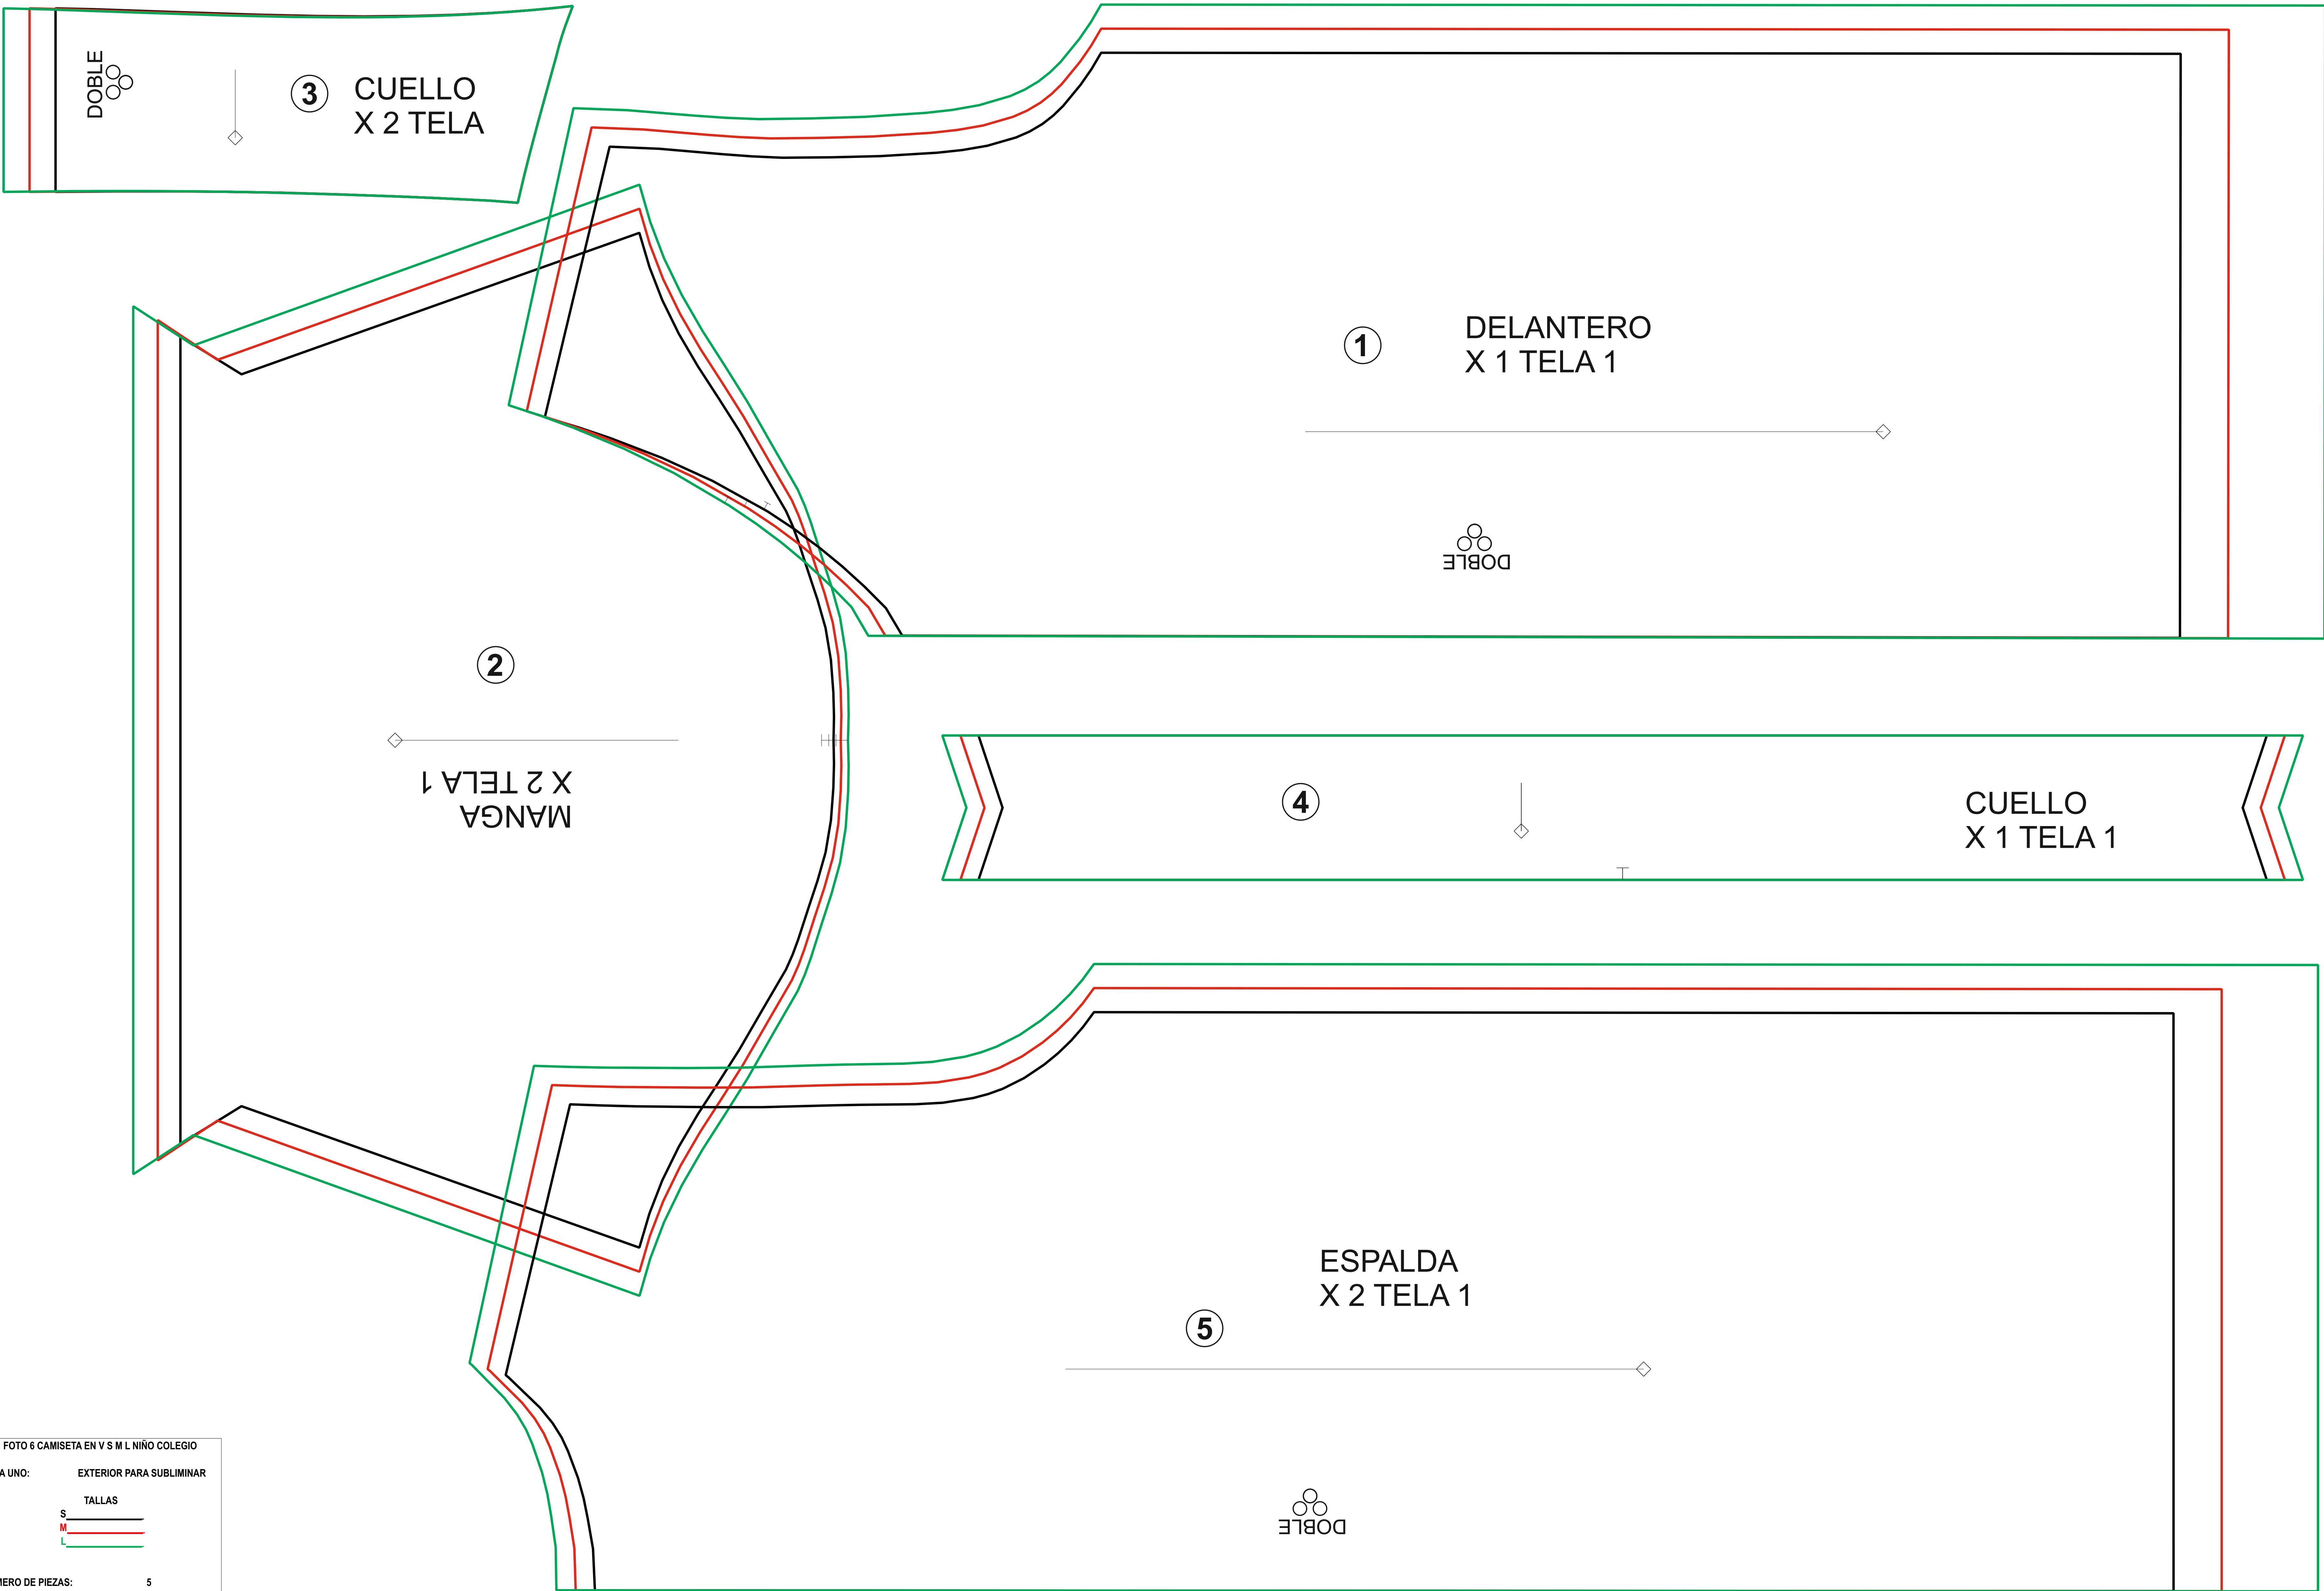 DOBLE
3
CUELLO
X 2 TELA
1
DELANTERO
X 1 TELA 1
DOBLE
2
MANGA
X 2 TELA 1
4
CUELLO
X 1 TELA 1
ESPALDA
X 2 TELA 1
5
DOBLE
FOTO 6 CAMISETA EN V S M L NIÑO COLEGIO
A UNO: EXTERIOR PARA SUBLIMINAR
TALLAS
S
M
L
MERO DE PIEZAS: 5